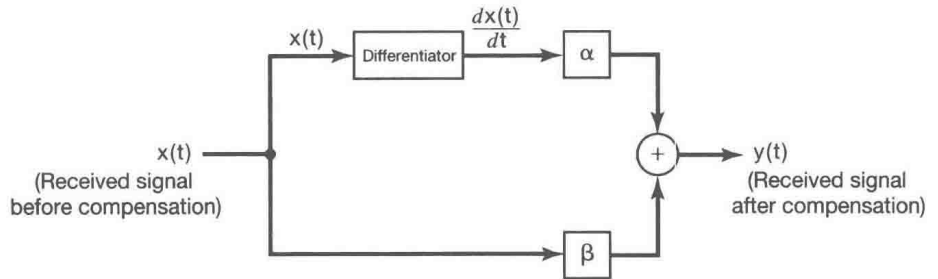 x(t)
dx(t)
dt
Differentiator
α
x(t)
(Received signal
before compensation)
+
y(t)
(Received signal
after compensation)
β